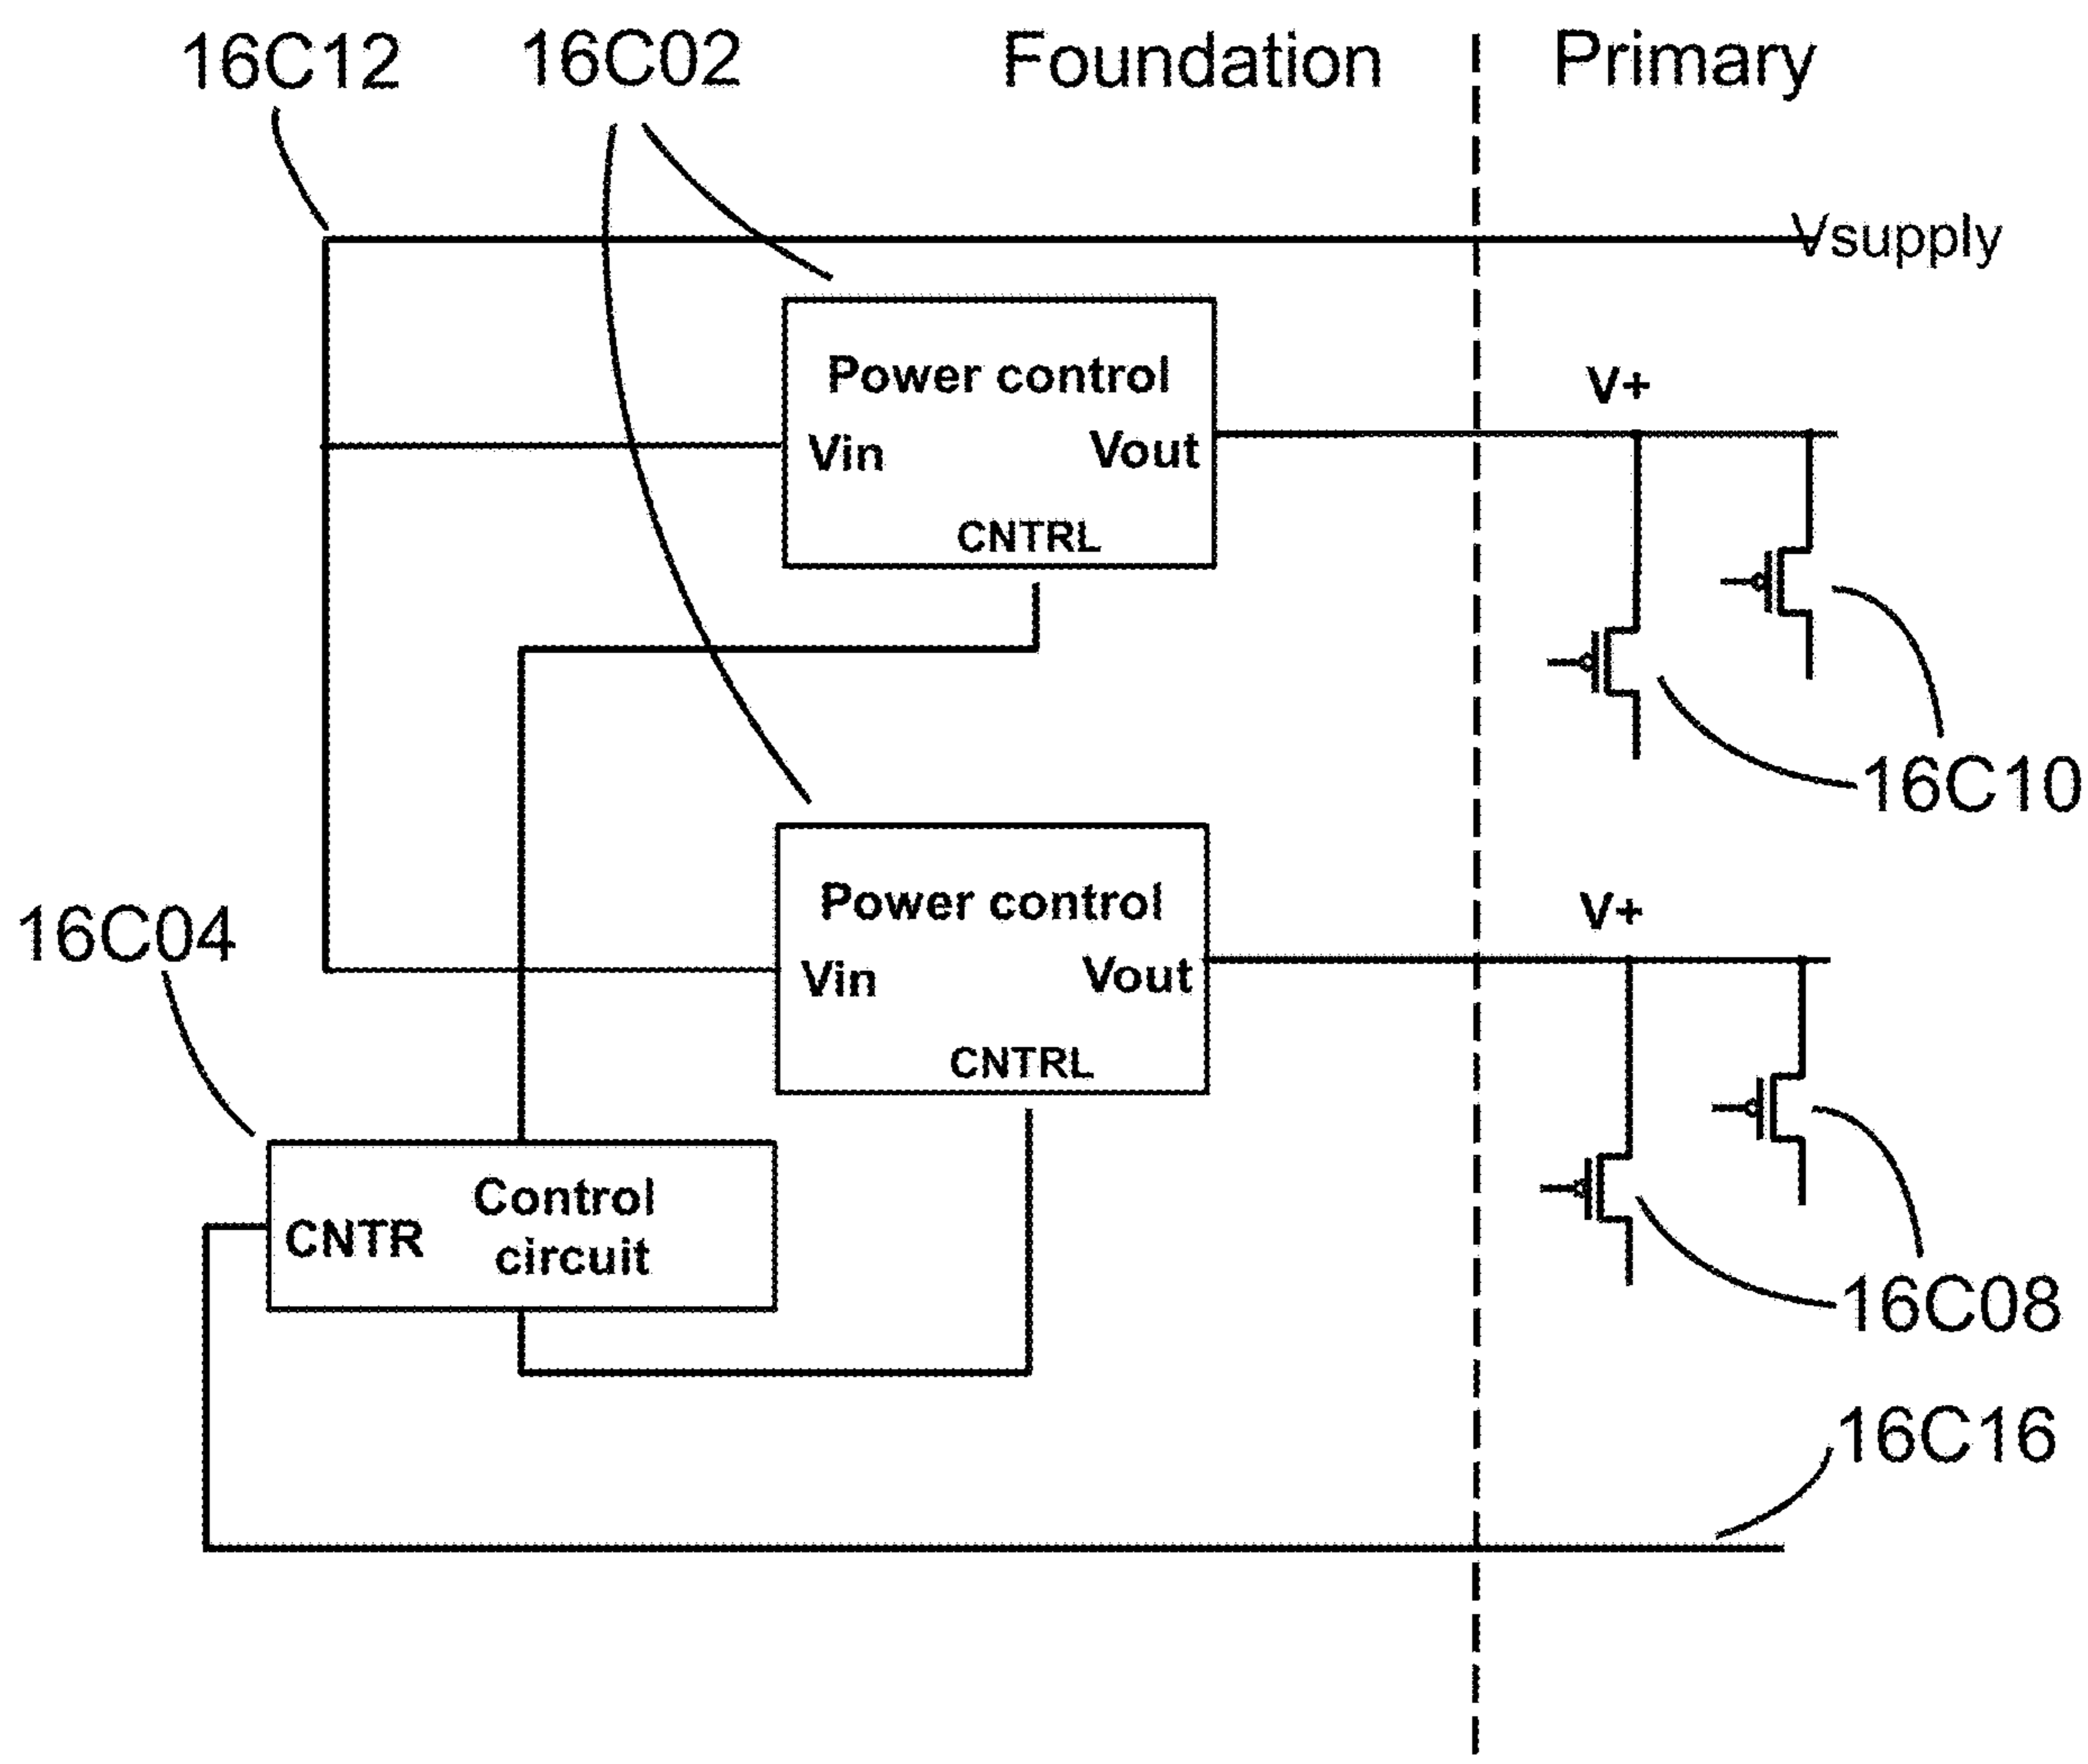 16C12 16C02 Foundation Primary
Vsupply
Power control
Vin Vout
CNTRL
V+
16C10
Power control
Vin Vout
CNTRL
V+
16C04
Control
circuit
CNTR
16C08
16C16